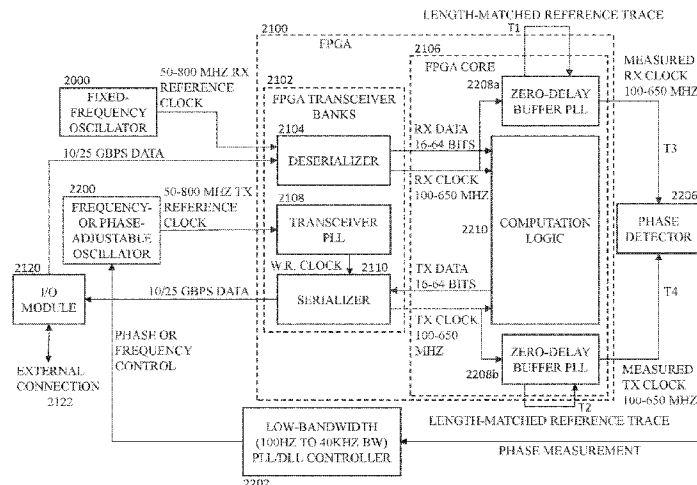 LENGTH-MATCHED REFERENCE TRACE
T1
2100
FPGA
2106
FPGA CORE
50-800 MHZ RX
REFERENCE
CLOCK
2000
FIXED-
FREQUENCY
OSCILLATOR
2102
FPGA TRANSCEIVER
BANKS
2208a
ZERO-DELAY
BUFFER PLL
MEASURED
RX CLOCK
100-650 MHZ
2104
DESERIALIZER
RX DATA
16-64 BITS
10/25 GBPS DATA
RX CLOCK
100-650 MHZ
T3
2200
FREQUENCY-
OR PHASE-
ADJUSTABLE
OSCILLATOR
50-800 MHZ TX
REFERENCE
CLOCK
2108
TRANSCEIVER
PLL
2210
COMPUTATION
LOGIC
2206
PHASE
DETECTOR
W.R. CLOCK
2110
SERIALIZER
TX DATA
16-64 BITS
2120
I/O
MODULE
10/25 GBPS DATA
TX CLOCK
100-650
MHZ
T4
PHASE OR
FREQUENCY
CONTROL
EXTERNAL
CONNECTION
2122
2208b
ZERO-DELAY
BUFFER PLL
MEASURED
TX CLOCK
100-650 MHZ
T2
LENGTH-MATCHED REFERENCE TRACE
LOW-BANDWIDTH
(100HZ TO 40KHZ BW)
PLL/DLL CONTROLLER
2202
PHASE MEASUREMENT